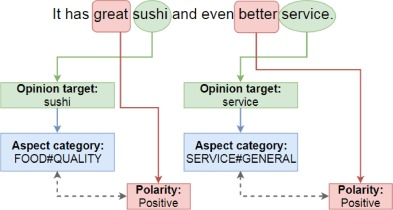 It has great sushi and even better service.
Opinion target:
sushi
Opinion target:
service
Aspect category:
FOOD#QUALITY
Aspect category:
SERVICE#GENERAL
Polarity:
Positive
Polarity:
Positive